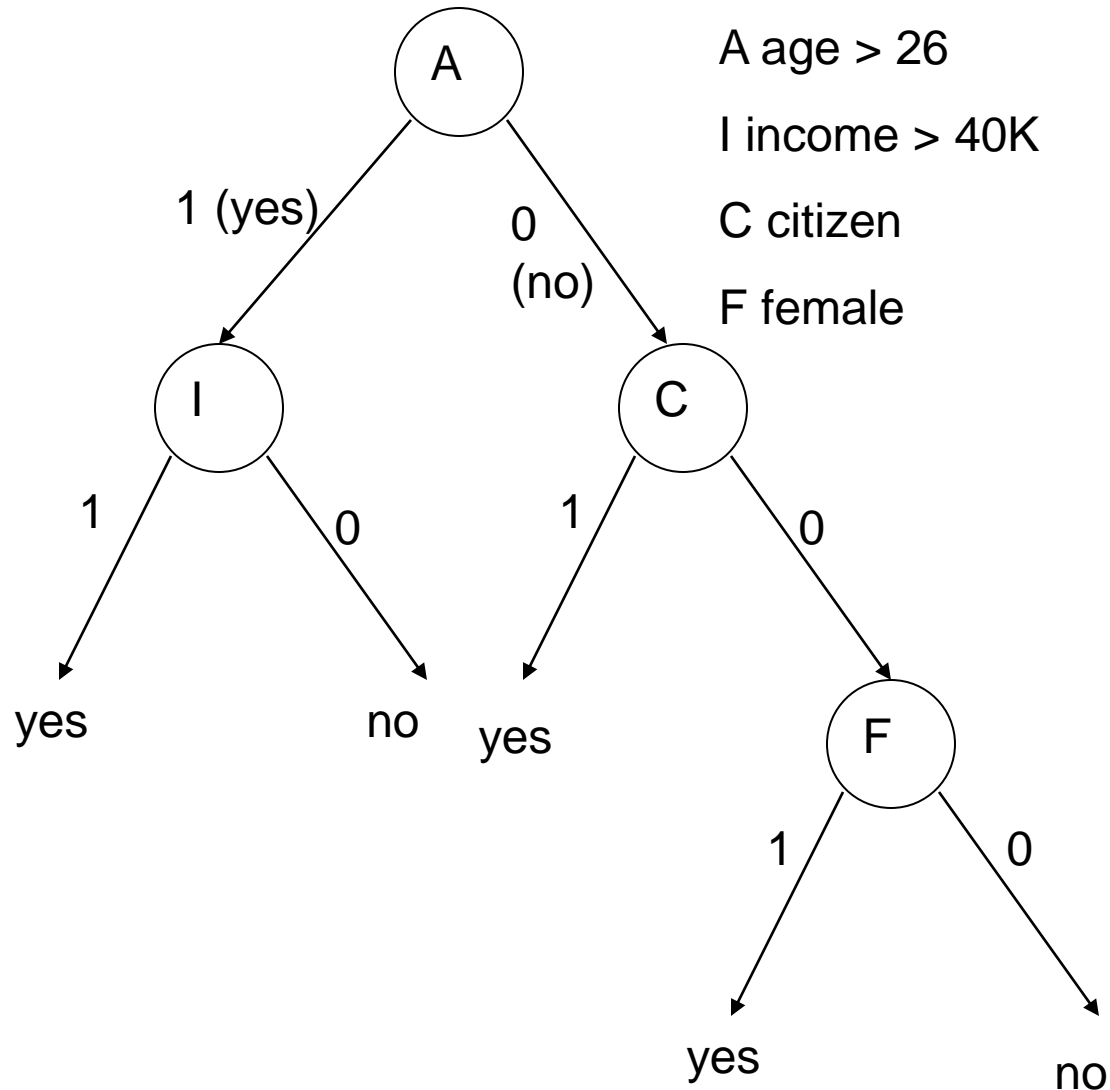 A
A age > 26
I income > 40K
1 (yes)
0
(no)
C citizen
F female
I
C
1
0
1
0
yes
no
yes
F
1
0
yes
no